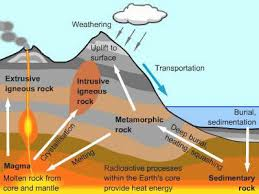 Weathering
Uplift to
surface
Transportation
Extrusive
igneous rock
Intrusive
igneous
rock
Burial,
sedimentation
Metamorphic
rock
Deep burial,
heating, squashing
Crystallisation
Melting
Magma
Molten rock from
core and mantle
Radioactive processes
within the Earth's core
provide heat energy
Sedimentary
rock